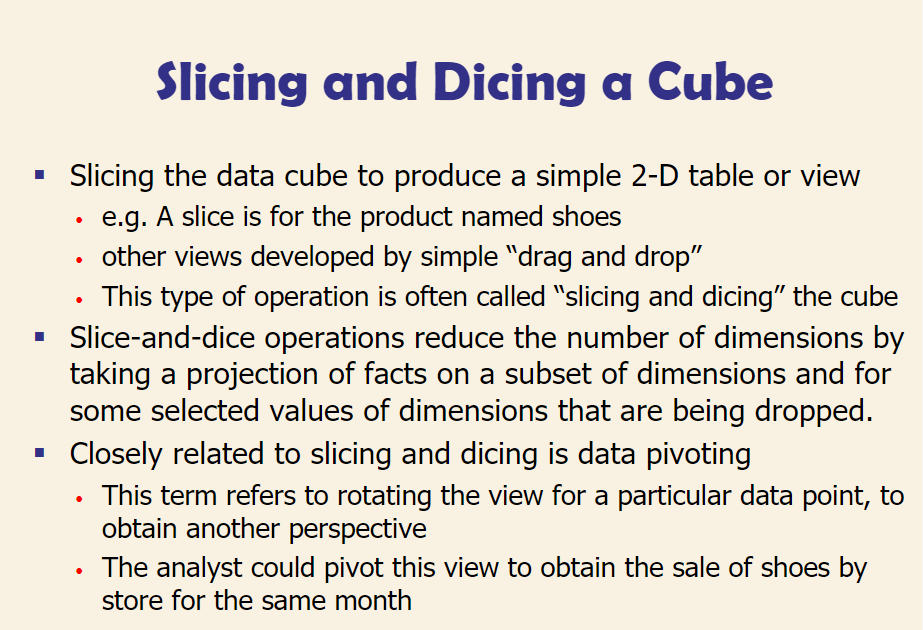 Slicing and Dicing a Cube
▪ Slicing the data cube to produce a simple 2-D table or view
• e.g. A slice is for the product named shoes
• other views developed by simple “drag and drop”
• This type of operation is often called “slicing and dicing” the cube
▪ Slice-and-dice operations reduce the number of dimensions by
taking a projection of facts on a subset of dimensions and for
some selected values of dimensions that are being dropped.
▪ Closely related to slicing and dicing is data pivoting
• This term refers to rotating the view for a particular data point, to
obtain another perspective
• The analyst could pivot this view to obtain the sale of shoes by
store for the same month